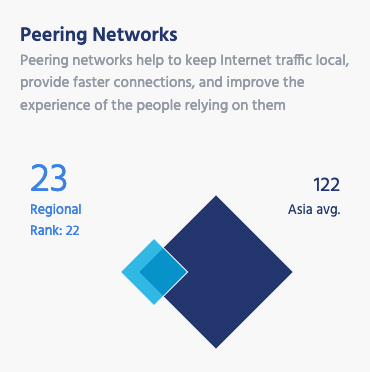 Peering Networks
Peering networks help to keep Internet traffic local,
provide faster connections, and improve the
experience of the people relying on them
23
Regional
Rank: 22
122
Asia avg.